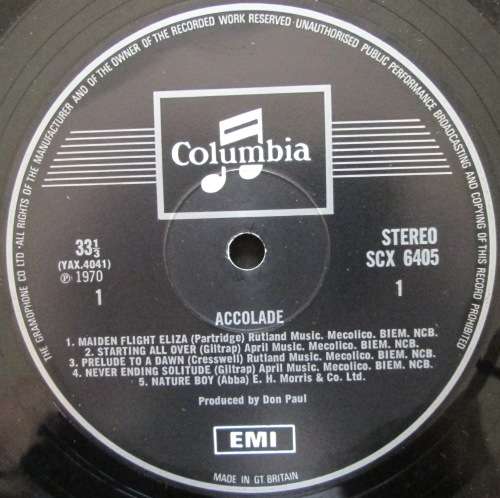 THE GRAMOPHONE CO LTD · ALL RIGHTS OF THE MANUFACTURER AND OF THE OWNER OF THE RECORDED WORK RESERVED · UNAUTHORISED PUBLIC PERFORMANCE BROADCASTING AND COPYING OF THIS RECORD PROHIBITED
Columbia
33⅓
(YAX.4041)
℗ 1970
1
STEREO
SCX 6405
1
ACCOLADE
1. MAIDEN FLIGHT ELIZA (Partridge) Rutland Music. Mecolico. BIEM. NCB.
2. STARTING ALL OVER (Giltrap) April Music. Mecolico. BIEM. NCB.
3. PRELUDE TO A DAWN (Cresswell) Rutland Music. Mecolico. BIEM. NCB.
4. NEVER ENDING SOLITUDE (Giltrap) April Music. Mecolico. BIEM. NCB.
5. NATURE BOY (Abba) E. H. Morris & Co. Ltd.
Produced by Don Paul
EMI
MADE IN GT. BRITAIN